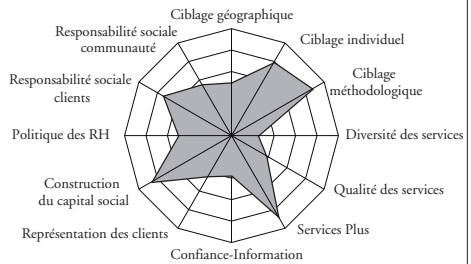 Ciblage géographique
Responsabilité sociale
communauté
Ciblage individuel
Responsabilité sociale
clients
Ciblage
méthodologique
Politique des RH
Diversité des services
Construction
du capital social
Qualité des services
Représentation des clients
Services Plus
Confiance-Information